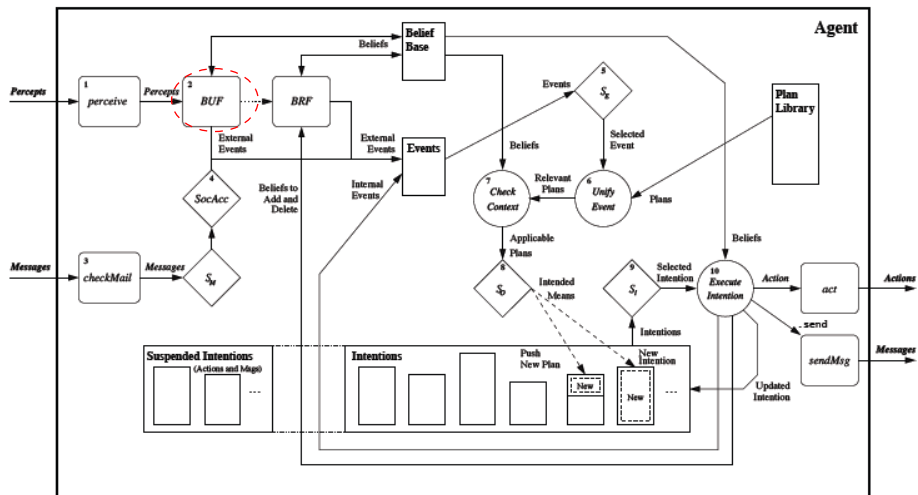 Agent
Belief
Base
Beliefs
Percepts
1
perceive
Percepts
2
BUF
BRF
Events
5
S_E
Plan
Library
External
Events
External
Events
Events
Selected
Event
Beliefs
4
SocAcc
Beliefs to
Add and
Delete
Internal
Events
7
Check
Context
Relevant
Plans
6
Unify
Event
Plans
Messages
3
checkMail
Messages
S_M
Applicable
Plans
8
S_O
Intended
Means
9
S_I
Selected
Intention
Beliefs
10
Execute
Intention
Action
act
Actions
.send
sendMsg
Messages
Intentions
Suspended Intentions
(Actions and Msgs)
...
Intentions
Push
New Plan
New
New
Intention
New
...
Updated
Intention